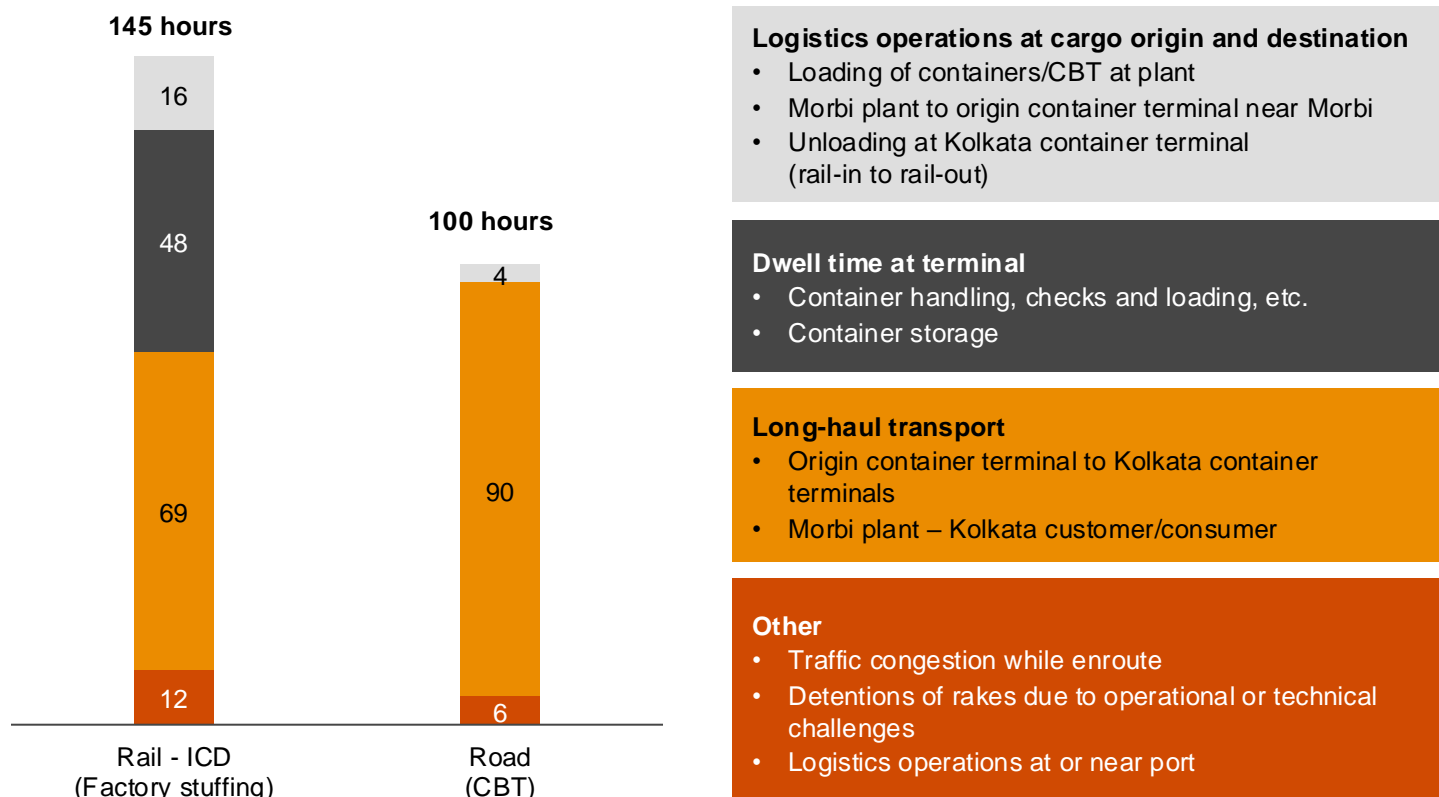 145 hours
16
48
69
12
Rail - ICD
(Factory stuffing)
100 hours
4
90
6
Road
(CBT)
Logistics operations at cargo origin and destination
• Loading of containers/CBT at plant
• Morbi plant to origin container terminal near Morbi
• Unloading at Kolkata container terminal
(rail-in to rail-out)
Dwell time at terminal
• Container handling, checks and loading, etc.
• Container storage
Long-haul transport
• Origin container terminal to Kolkata container
terminals
• Morbi plant – Kolkata customer/consumer
Other
• Traffic congestion while enroute
• Detentions of rakes due to operational or technical
challenges
• Logistics operations at or near port